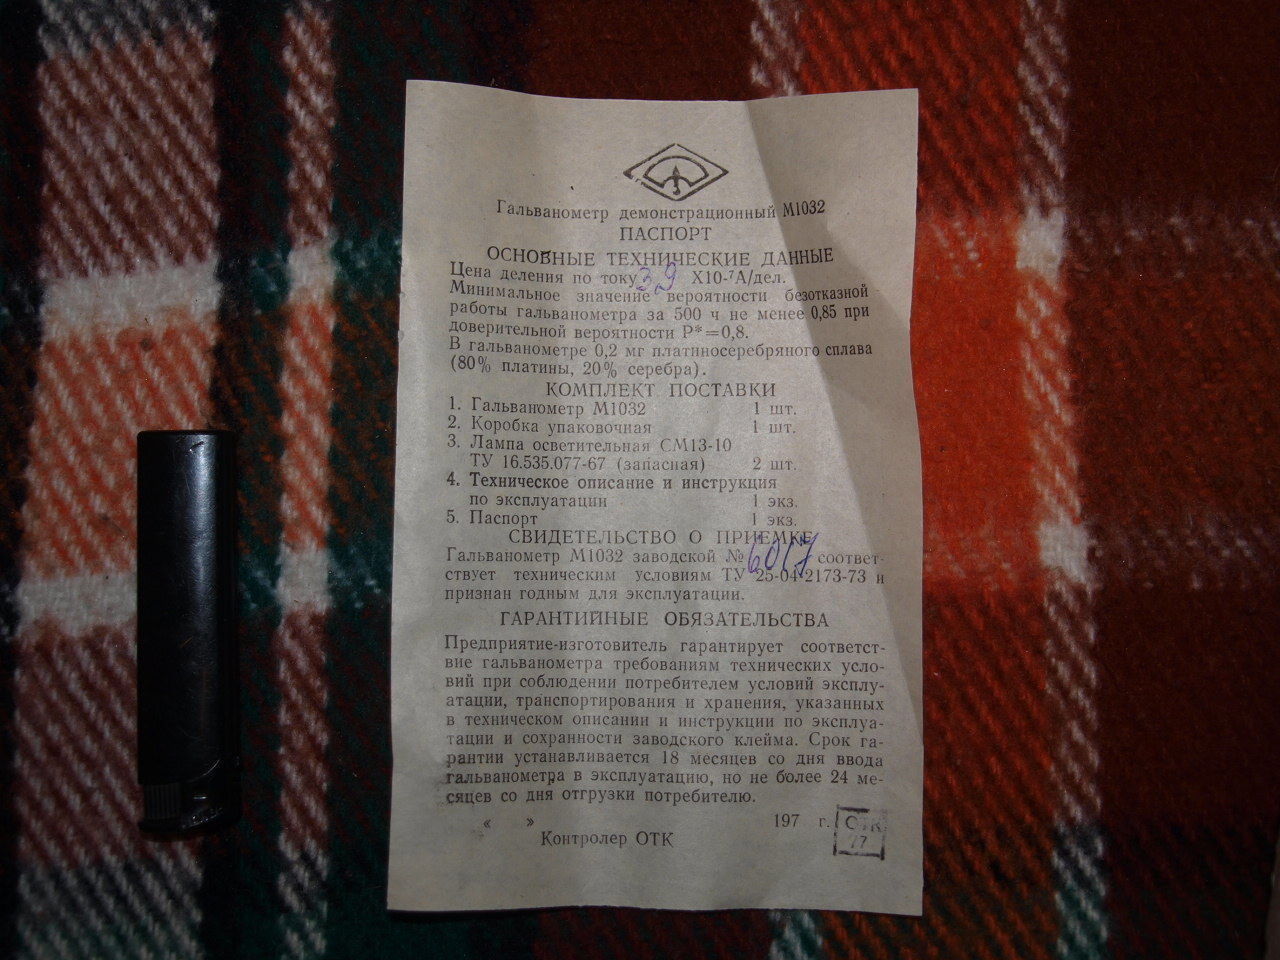 Гальванометр демонстрационный М1032
ПАСПОРТ
ОСНОВНЫЕ ТЕХНИЧЕСКИЕ ДАННЫЕ
Цена деления по току 3,9 Х10-⁷А/дел.
Минимальное значение вероятности безотказной
работы гальванометра за 500 ч не менее 0,85 при
доверительной вероятности Р*=0,8.
В гальванометре 0,2 мг платиносеребряного сплава
(80% платины, 20% серебра).
КОМПЛЕКТ ПОСТАВКИ
1. Гальванометр М1032 1 шт.
2. Коробка упаковочная 1 шт.
3. Лампа осветительная СМ13-10
ТУ 16.535.077-67 (запасная) 2 шт.
4. Техническое описание и инструкция
по эксплуатации 1 экз.
5. Паспорт 1 экз.
СВИДЕТЕЛЬСТВО О ПРИЕМКЕ
Гальванометр М1032 заводской № 6017 соответ-
ствует техническим условиям ТУ 25-04-2173-73 и
признан годным для эксплуатации.
ГАРАНТИЙНЫЕ ОБЯЗАТЕЛЬСТВА
Предприятие-изготовитель гарантирует соответст-
вие гальванометра требованиям технических усло-
вий при соблюдении потребителем условий эксплу-
атации, транспортирования и хранения, указанных
в техническом описании и инструкции по эксплуа-
тации и сохранности заводского клейма. Срок га-
рантии устанавливается 18 месяцев со дня ввода
гальванометра в эксплуатацию, но не более 24 ме-
сяцев со дня отгрузки потребителю.
« » 197 г.
ОТК
77
Контролер ОТК